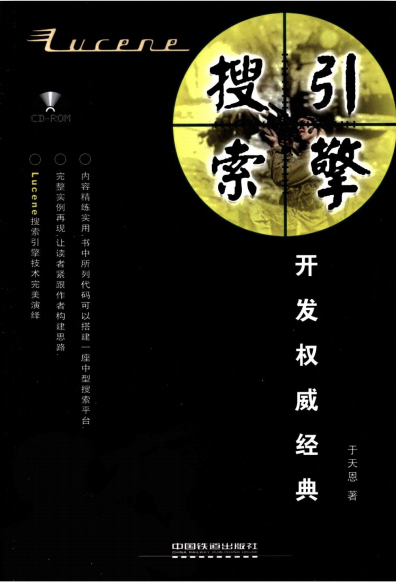 Lucene
搜索
引擎
开发权威经典
CD-ROM
内容精练实用,书中所列代码可以搭建一座中型搜索平台.
完整实例再现,让读者紧跟作者构建思路.
Lucene搜索引擎技术完美演绎
于天恩 著
中国铁道出版社
CHINA RAILWAY PUBLISHING HOUSE